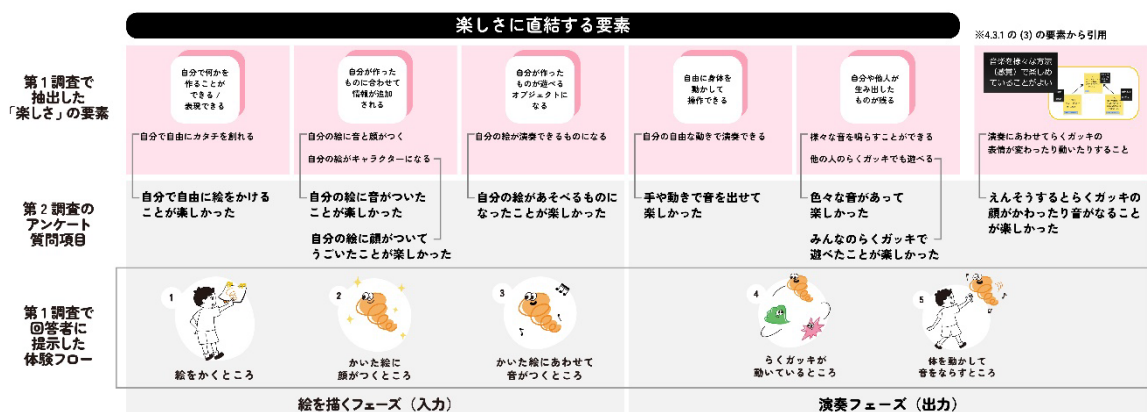 楽しさに直結する要素
※4.3.1 の (3) の要素から引用
第1調査で
抽出した
「楽しさ」の要素
自分で何かを
作ることが
できる /
表現できる
自分が作った
ものに合わせて
情報が追加
される
自分が作った
ものが遊べる
オブジェクトに
なる
自由に身体を
動かして
操作できる
自分や他人が
生み出した
ものが残る
音楽を様々な方法
(感覚) で楽しめ
ていることがよい
自分で自由にカタチを創れる
自分の絵に音と顔がつく
自分の絵がキャラクターになる
自分の絵が演奏できるものになる
自分の自由な動きで演奏できる
様々な音を鳴らすことができる
他の人のらくガッキでも遊べる
演奏にあわせてらくガッキの
表情が変わったり動いたりすること
第2調査の
アンケート
質問項目
自分で自由に絵をかける
ことが楽しかった
自分の絵に音がついた
ことが楽しかった
自分の絵に顔がついて
うごいたことが楽しかった
自分の絵があそべるものに
なったことが楽しかった
手や動きで音を出せて
楽しかった
色々な音があって
楽しかった
みんなのらくガッキで
遊べたことが楽しかった
えんそうするとらくガッキの
顔がかわったり音がなること
が楽しかった
第1調査で
回答者に
提示した
体験フロー
1
絵をかくところ
2
かいた絵に
顔がつくところ
3
かいた絵にあわせて
音がつくところ
4
らくガッキが
動いているところ
5
体を動かして
音をならすところ
絵を描くフェーズ（入力）
演奏フェーズ（出力）